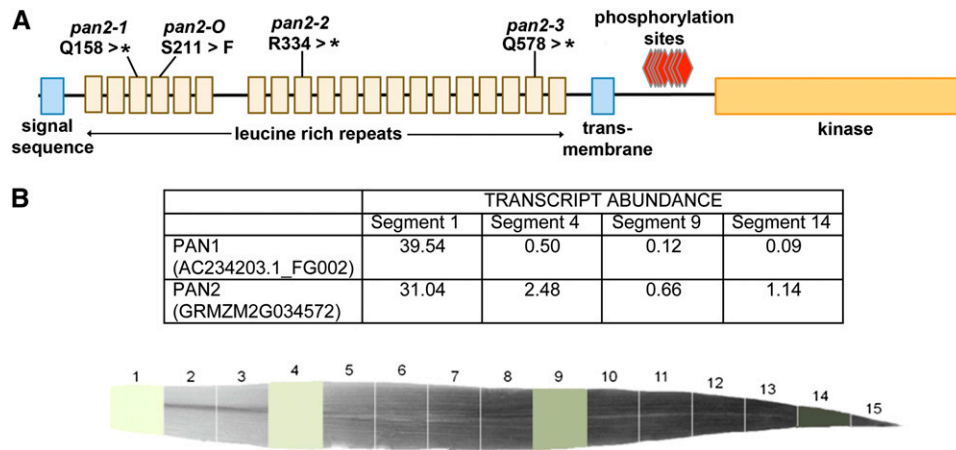 A
pan2-1
Q158 > *
pan2-O
S211 > F
pan2-2
R334 > *
pan2-3
Q578 > *
phosphorylation
sites
signal
sequence
leucine rich repeats
trans-
membrane
kinase
B
TRANSCRIPT ABUNDANCE
Segment 1 Segment 4 Segment 9 Segment 14
PAN1
(AC234203.1_FG002)
39.54 0.50 0.12 0.09
PAN2
(GRMZM2G034572)
31.04 2.48 0.66 1.14
1 2 3 4 5 6 7 8 9 10 11 12 13 14 15